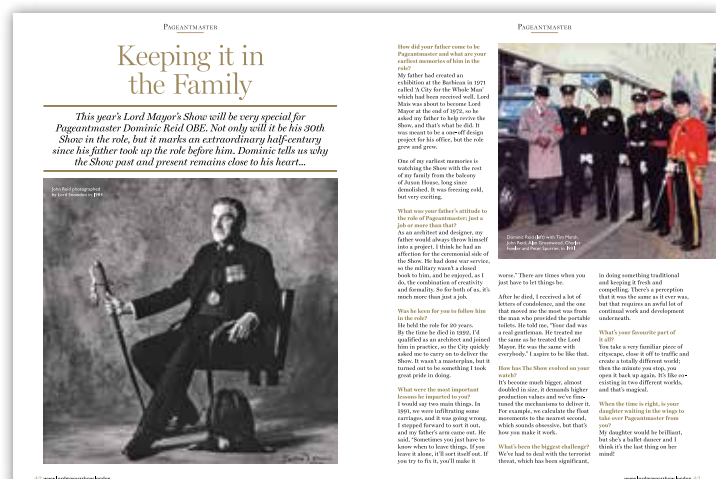 PAGEANTMASTER
Keeping it in
the Family
This year's Lord Mayor's Show will be very special for
Pageantmaster Dominic Reid OBE. Not only will it be his 30th
Show in the role, but it marks an extraordinary half-century
since his father took up the role before him. Dominic tells us why
the Show past and present remains close to his heart...
John Reid photographed
by Lord Snowdon in 1984
PAGEANTMASTER
How did your father come to be
Pageantmaster and what are your
earliest memories of him in the
role?
My father had created an
exhibition at the Barbican in 1971
called 'A City for the Whole World'
which had been received well. Lord
Mais was about to become Lord
Mayor at the end of 1972, so he
asked my father to help revive the
Show, and that's what he did. It
was meant to be a one-off design
project for his office, but the role
grew and grew.
One of my earliest memories is
watching the Show with the rest
of my family from the balcony
of Juxon House, long since
demolished. It was freezing cold,
but very exciting.
What was your father's attitude to
the role of Pageantmaster; just a
job or more than that?
As an architect and designer, my
father would always throw himself
into a project. I think he had an
affection for the ceremonial side of
the Show. He had done war service,
so the military wasn't a closed
book to him, and he enjoyed, as I
do, the combination of creativity
and formality. So for both of us, it's
much more than just a job.
Was he keen for you to follow him
in the role?
He held the role for 20 years.
By the time he died in 1992, I'd
qualified as an architect and joined
him in practice, so the City quickly
asked me to carry on to deliver the
Show. It wasn't a masterplan, but it
turned out to be something I took
great pride in doing.
What were the most important
lessons he imparted to you?
I would say two main things. In
1991, we were infiltrating some
carriages, and it was going wrong.
I stepped forward to sort it out,
and my father's arm came out. He
said, "Sometimes you just have to
know when to leave things. If you
leave it alone, it'll sort itself out. If
you try to fix it, you'll make it
Dominic Reid (left) with Tim Marsh,
John Reid, Alan Greenwood, Charles
Fowler and Peter Spurrier, in 1991
worse." There are times when you
just have to let things be.
After he died, I received a lot of
letters of condolence, and the one
that moved me the most was from
the man who provided the portable
toilets. He told me, "Your dad was
a real gentleman. He treated me
the same as he treated the Lord
Mayor. He was the same with
everybody." I aspire to be like that.
How has The Show evolved on your
watch?
It's become much bigger, almost
doubled in size, it demands higher
production values and we've fine-
tuned the mechanisms to deliver it.
For example, we calculate the float
movements to the nearest second,
which sounds obsessive, but that's
how you make it work.
What's been the biggest challenge?
We've had to deal with the terrorist
threat, which has been significant,
in doing something traditional
and keeping it fresh and
compelling. There's a perception
that it was the same as it ever was,
but that requires an awful lot of
continual work and development
underneath.
What's your favourite part of
it all?
You take a very familiar piece of
cityscape, close it off to traffic and
create a totally different world;
then the minute you stop, you
open it back up again. It's like co-
existing in two different worlds,
and that's magical.
When the time is right, is your
daughter waiting in the wings to
take over Pageantmaster from
you?
My daughter would be brilliant,
but she's a ballet dancer and I
think it's the last thing on her
mind!